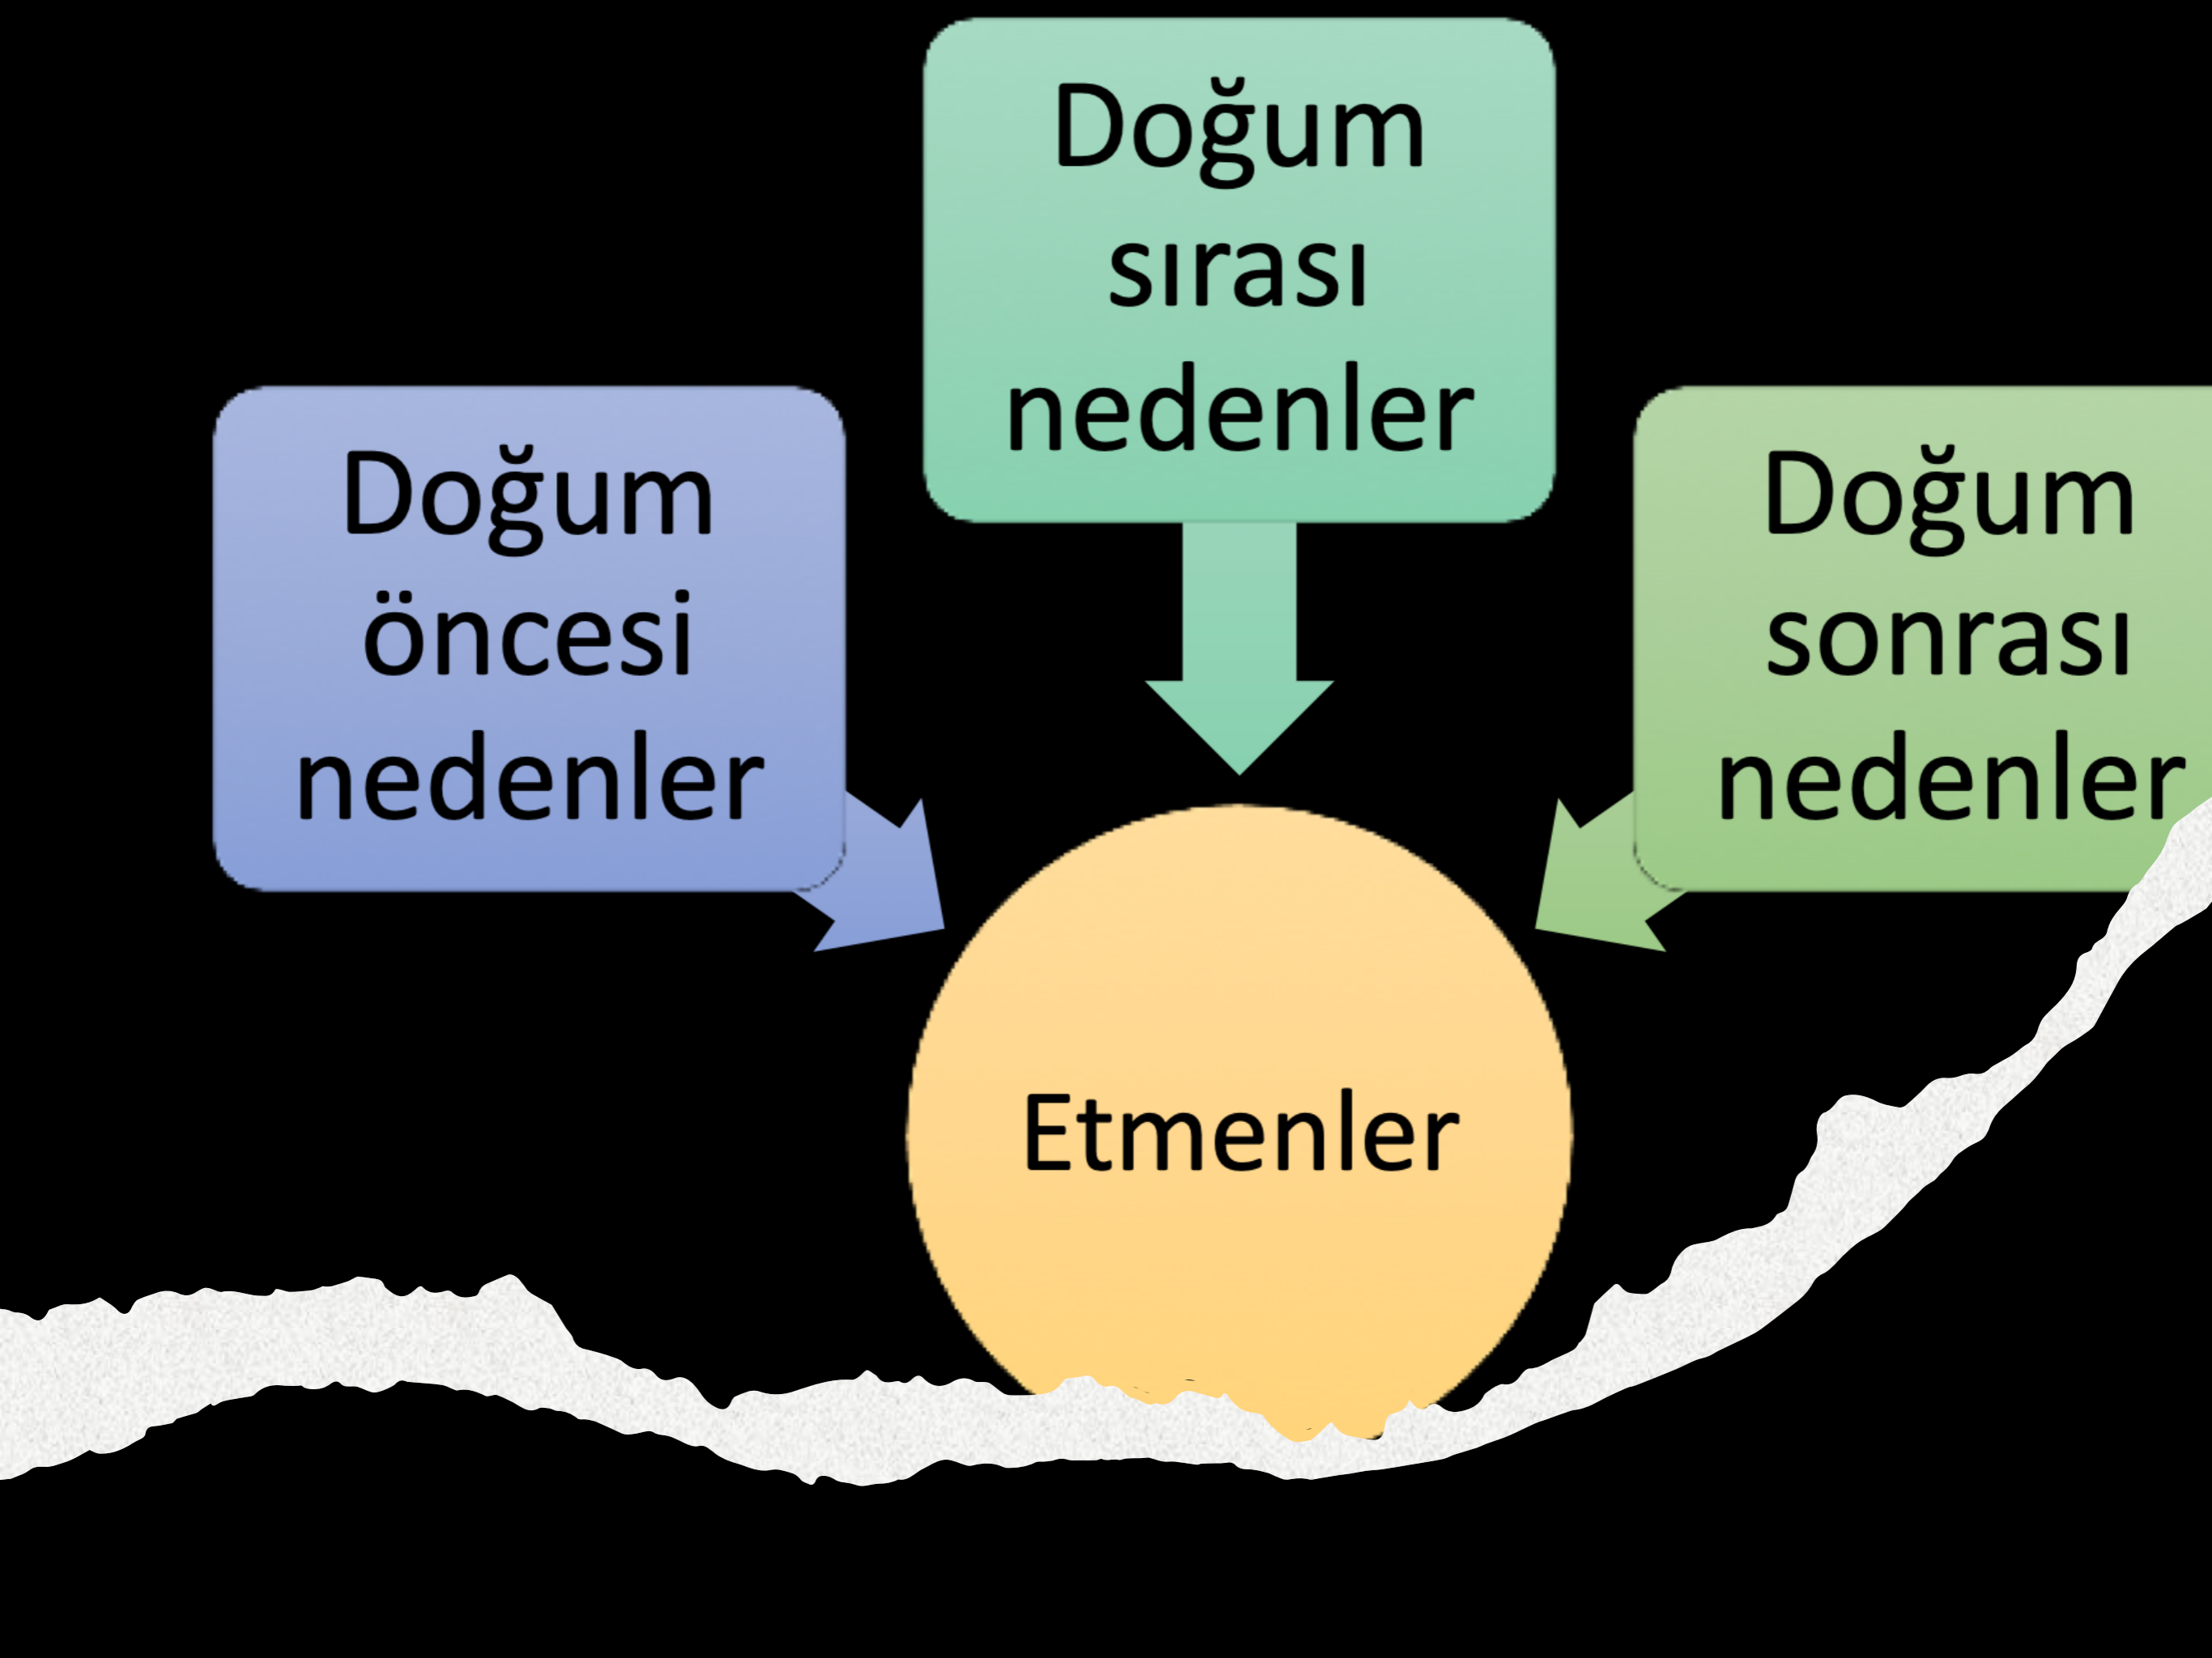 Doğum
sırası
nedenler
Doğum
öncesi
nedenler
Doğum
sonrası
nedenler
Etmenler